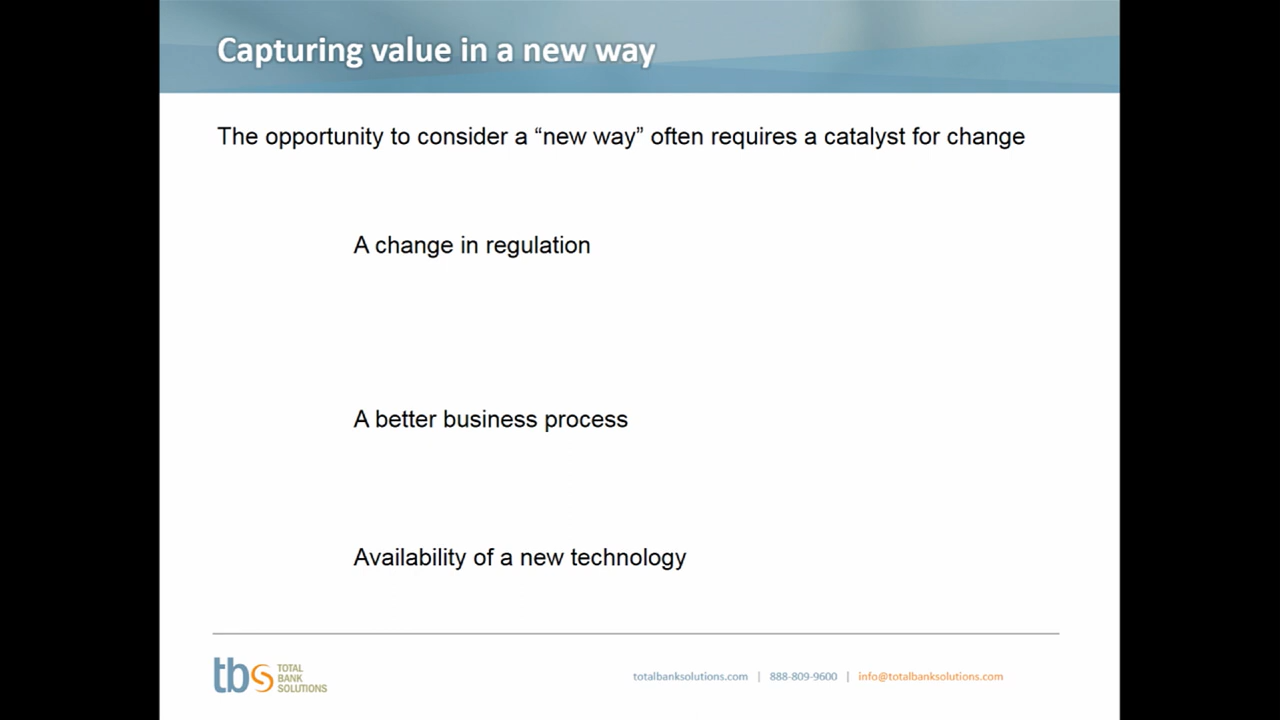 Capturing value in a new way
The opportunity to consider a “new way” often requires a catalyst for change
A change in regulation
A better business process
Availability of a new technology
tbs TOTAL
BANK
SOLUTIONS
totalbanksolutions.com | 888-809-9600 | info@totalbanksolutions.com